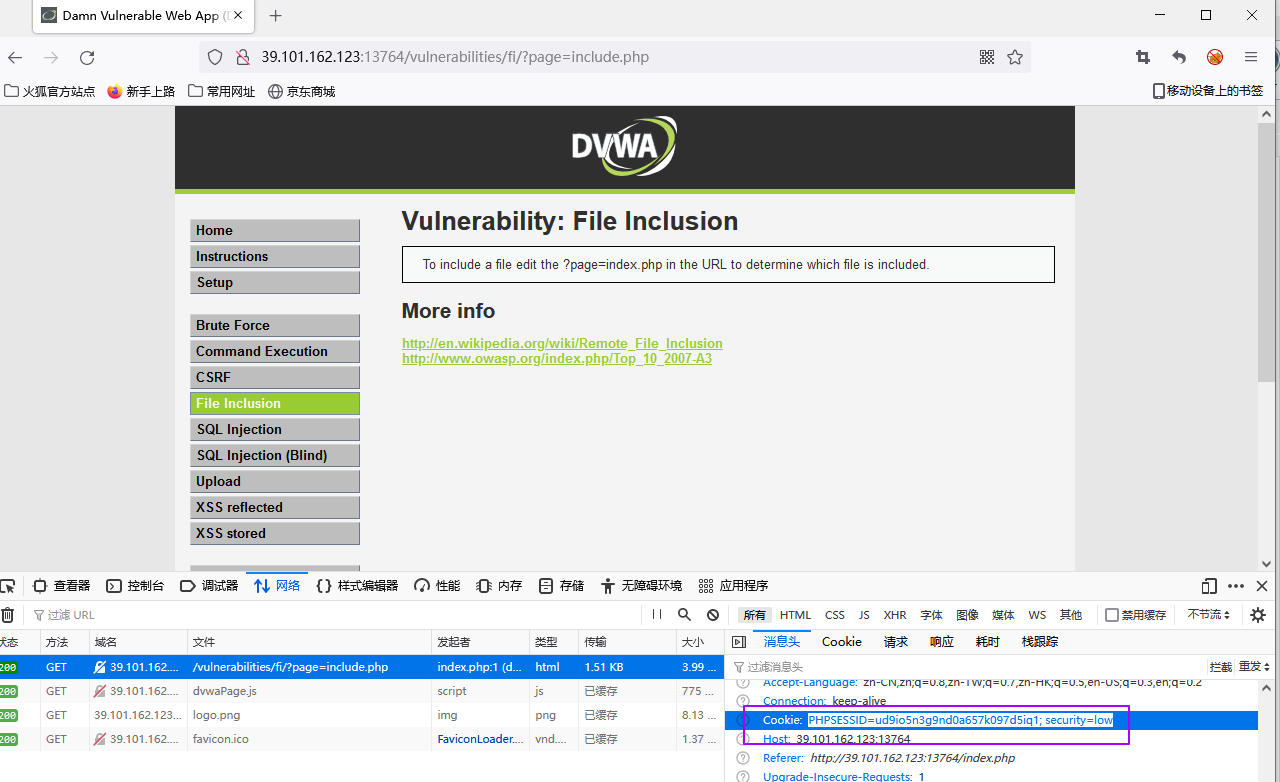 Damn Vulnerable Web App (
39.101.162.123:13764/vulnerabilities/fi/?page=include.php
火狐官方站点 新手上路 常用网址 京东商城 移动设备上的书签
DVWA
Vulnerability: File Inclusion
To include a file edit the ?page=index.php in the URL to determine which file is included.
More info
http://en.wikipedia.org/wiki/Remote_File_Inclusion
http://www.owasp.org/index.php/Top_10_2007-A3
Home
Instructions
Setup
Brute Force
Command Execution
CSRF
File Inclusion
SQL Injection
SQL Injection (Blind)
Upload
XSS reflected
XSS stored
查看器 控制台 调试器 网络 样式编辑器 性能 内存 存储 无障碍环境 应用程序
过滤 URL 所有 HTML CSS JS XHR 字体 图像 媒体 WS 其他 禁用缓存 不节流
状态 方法 域名 文件 发起者 类型 传输 大小 消息头 Cookie 请求 响应 耗时 栈跟踪
200 GET 39.101.162.... /vulnerabilities/fi/?page=include.php index.php:1 (d... html 1.51 KB 3.99 ...
200 GET 39.101.162.... dvwaPage.js script js 已缓存 775 ...
200 GET 39.101.162.123... logo.png img png 已缓存 8.13 ...
200 GET 39.101.162.... favicon.ico FaviconLoader.... vnd.... 已缓存 1.37 ...
过滤消息头 拦截 重发
Accept-Language: zh-CN,zh;q=0.8,zh-TW;q=0.7,zh-HK;q=0.5,en-US;q=0.3,en;q=0.2
Connection: keep-alive
Cookie: PHPSESSID=ud9io5n3g9nd0a657k097d5iq1; security=low
Host: 39.101.162.123:13764
Referer: http://39.101.162.123:13764/index.php
Upgrade-Insecure-Requests: 1